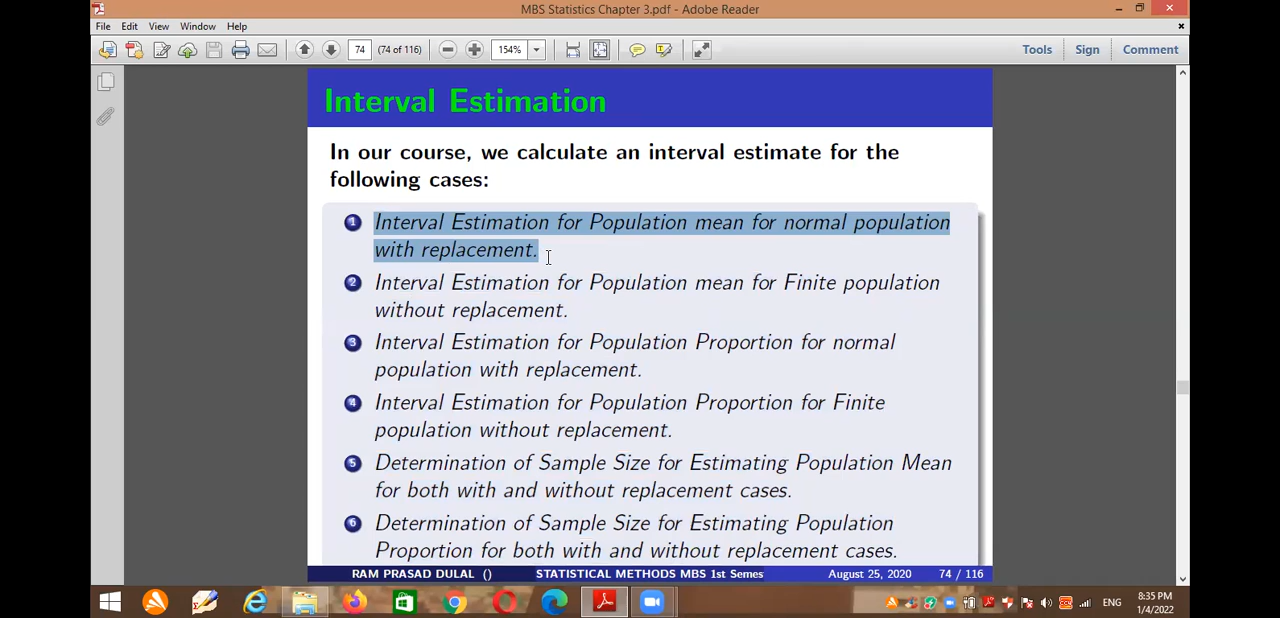 MBS Statistics Chapter 3.pdf - Adobe Reader
File Edit View Window Help
74 (74 of 116) 154% Tools Sign Comment
Interval Estimation
In our course, we calculate an interval estimate for the
following cases:
1 Interval Estimation for Population mean for normal population
with replacement.
2 Interval Estimation for Population mean for Finite population
without replacement.
3 Interval Estimation for Population Proportion for normal
population with replacement.
4 Interval Estimation for Population Proportion for Finite
population without replacement.
5 Determination of Sample Size for Estimating Population Mean
for both with and without replacement cases.
6 Determination of Sample Size for Estimating Population
Proportion for both with and without replacement cases.
RAM PRASAD DULAL () STATISTICAL METHODS MBS 1st Semes August 25, 2020 74 / 116
ENG 8:35 PM
1/4/2022